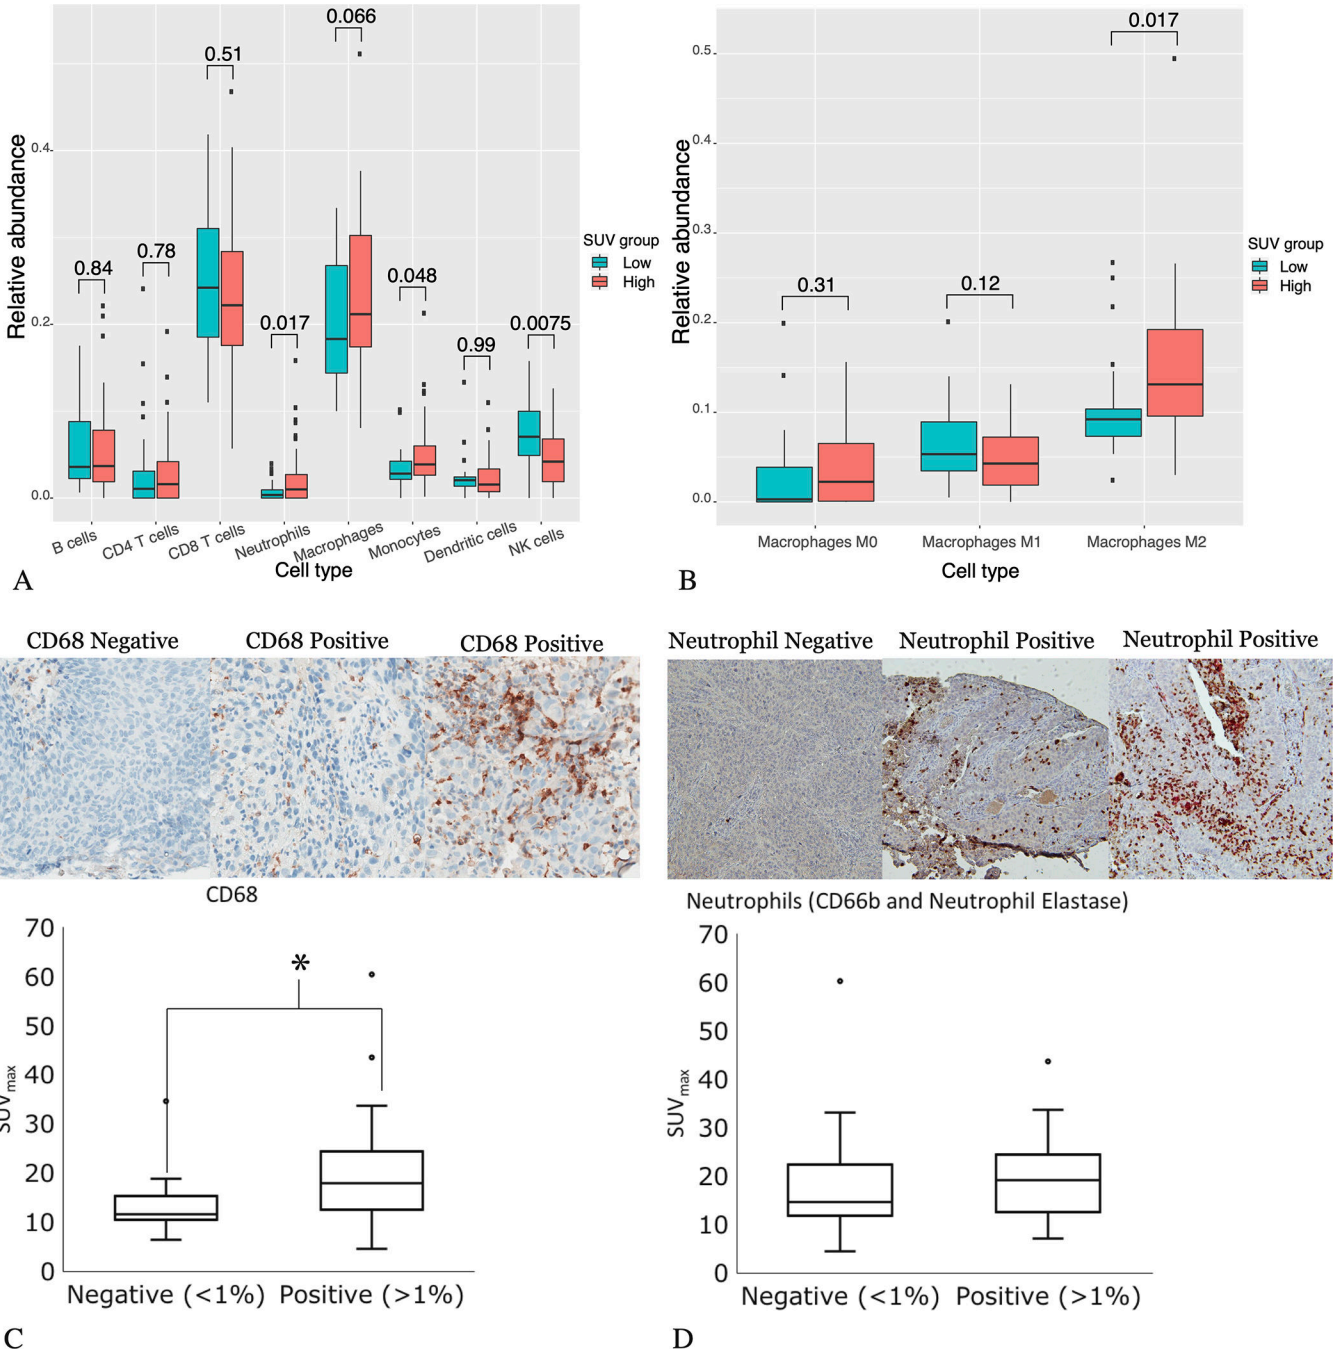 0.066
0.51
0.84
0.78
0.017
0.048
0.99
0.0075
Relative abundance
0.4
0.2
0.0
SUV group
Low
High
B cells
CD4 T cells
CD8 T cells
Neutrophils
Macrophages
Monocytes
Dendritic cells
NK cells
Cell type
A
0.017
0.31
0.12
Relative abundance
0.5
0.4
0.3
0.2
0.1
0.0
SUV group
Low
High
Macrophages M0
Macrophages M1
Macrophages M2
Cell type
B
CD68 Negative
CD68 Positive
CD68 Positive
CD68
*
SUVmax
70
60
50
40
30
20
10
0
Negative (<1%)
Positive (>1%)
C
Neutrophil Negative
Neutrophil Positive
Neutrophil Positive
Neutrophils (CD66b and Neutrophil Elastase)
SUVmax
70
60
50
40
30
20
10
0
Negative (<1%)
Positive (>1%)
D